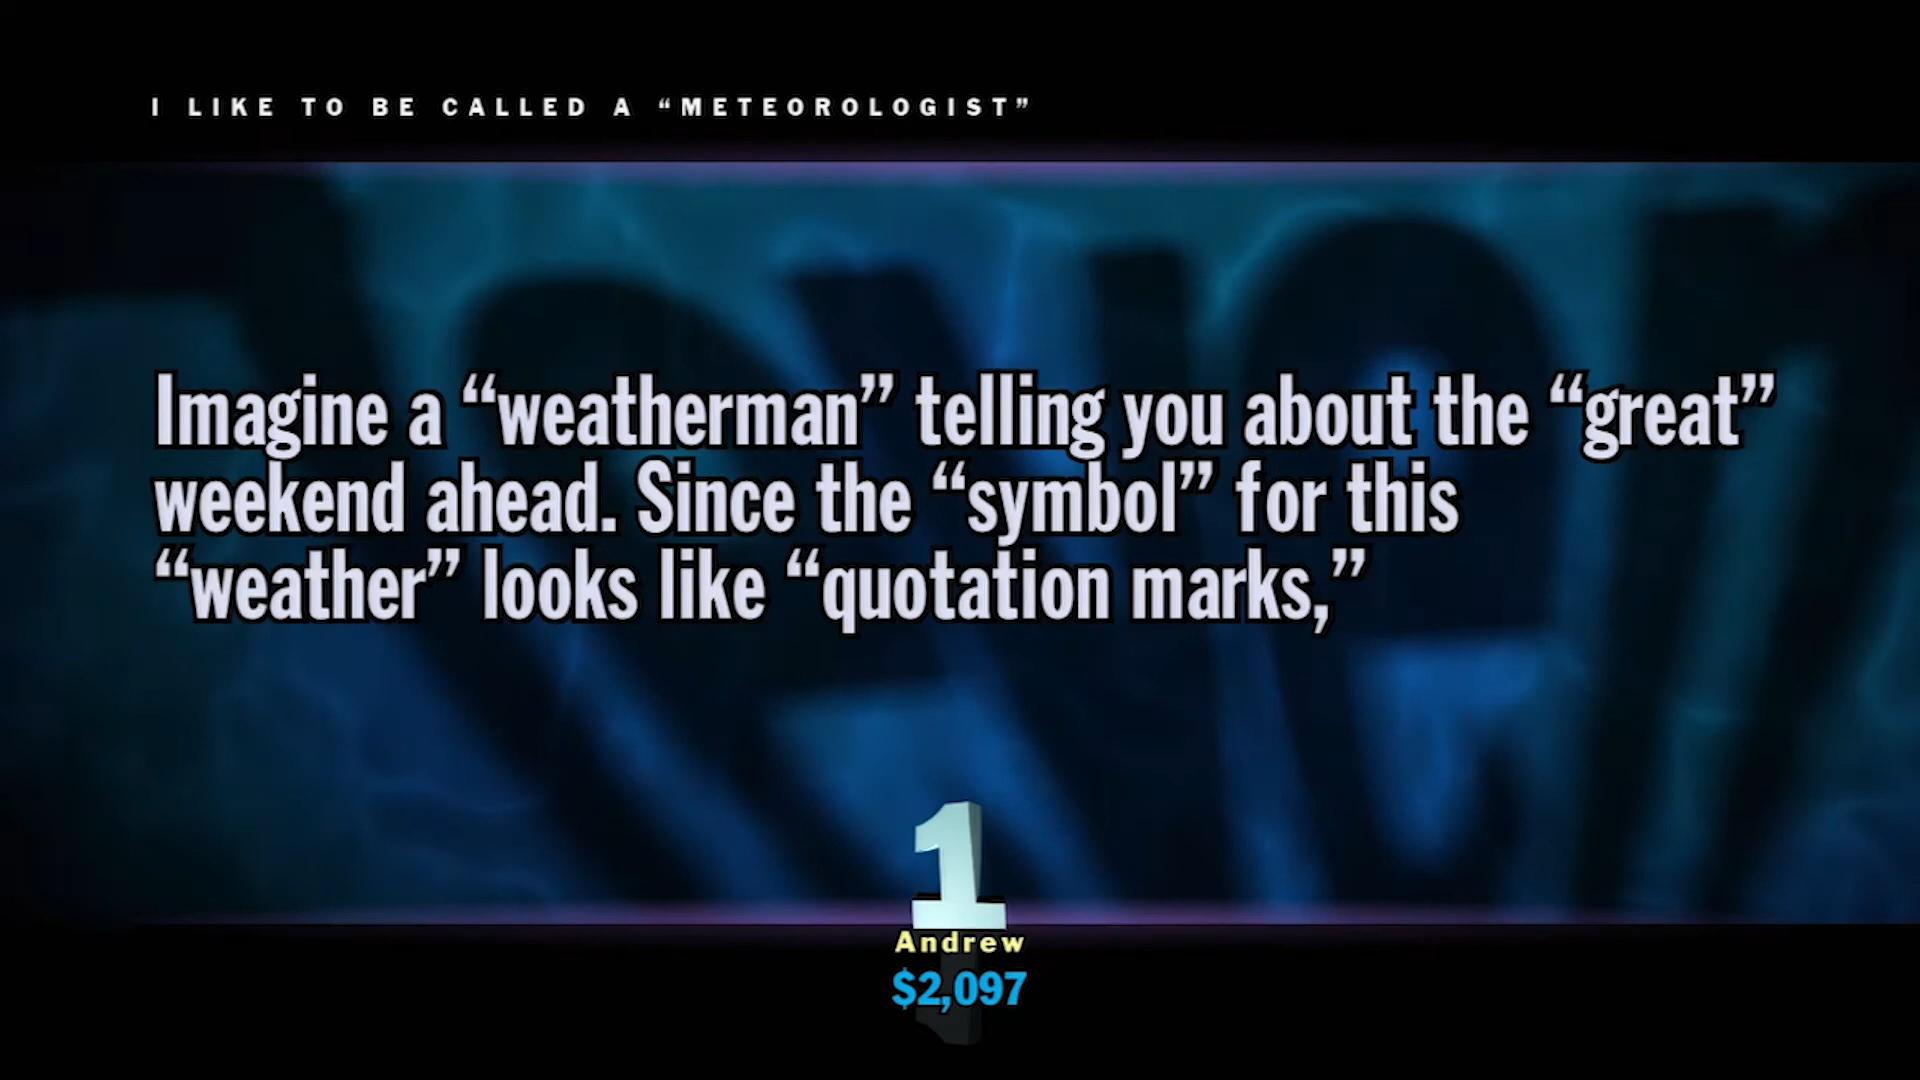 I LIKE TO BE CALLED A “METEOROLOGIST”
Imagine a “weatherman” telling you about the “great”
weekend ahead. Since the “symbol” for this
“weather” looks like “quotation marks,”
1
Andrew
$2,097